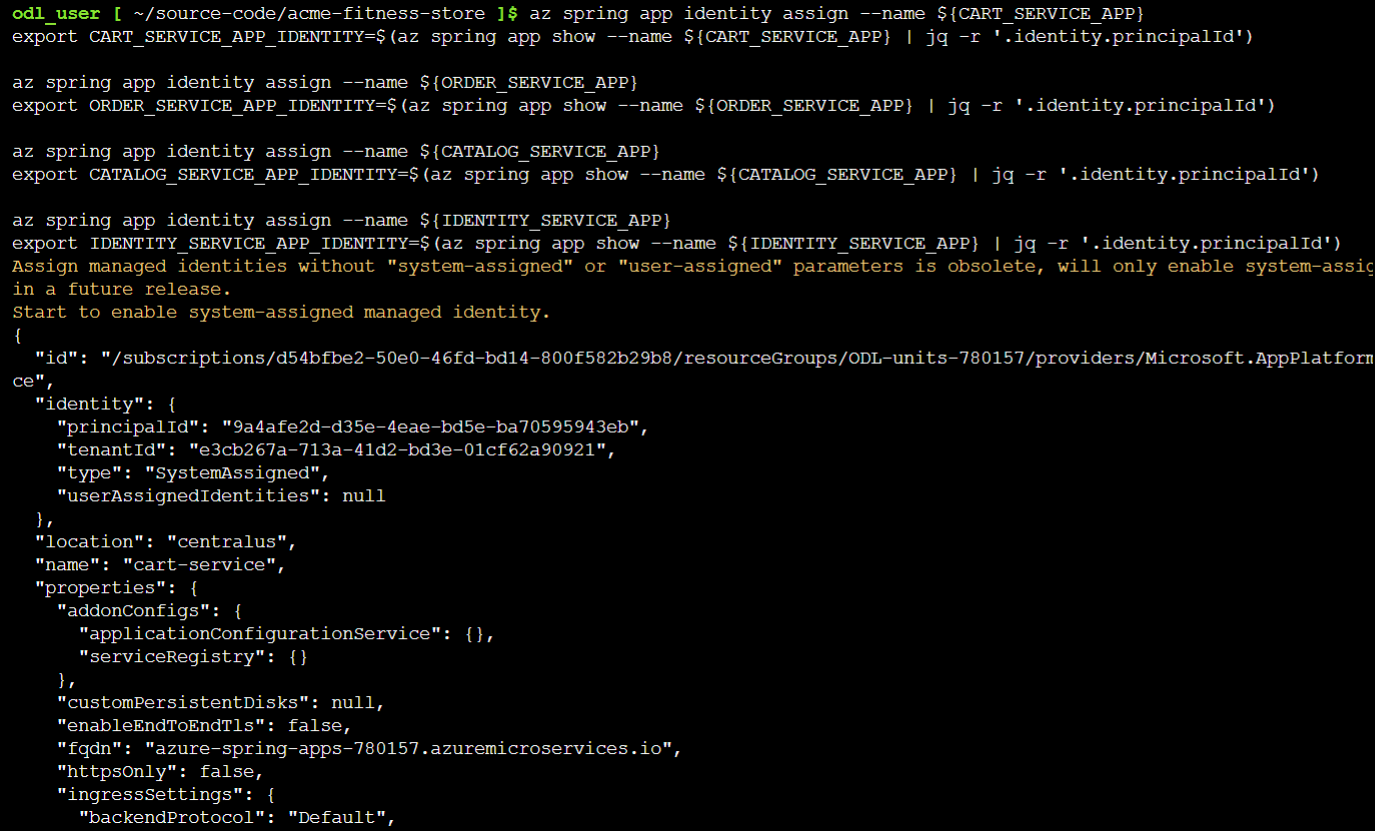 odl_user [ ~/source-code/acme-fitness-store ]$ az spring app identity assign --name ${CART_SERVICE_APP}
export CART_SERVICE_APP_IDENTITY=$(az spring app show --name ${CART_SERVICE_APP} | jq -r '.identity.principalId')
az spring app identity assign --name ${ORDER_SERVICE_APP}
export ORDER_SERVICE_APP_IDENTITY=$(az spring app show --name ${ORDER_SERVICE_APP} | jq -r '.identity.principalId')
az spring app identity assign --name ${CATALOG_SERVICE_APP}
export CATALOG_SERVICE_APP_IDENTITY=$(az spring app show --name ${CATALOG_SERVICE_APP} | jq -r '.identity.principalId')
az spring app identity assign --name ${IDENTITY_SERVICE_APP}
export IDENTITY_SERVICE_APP_IDENTITY=$(az spring app show --name ${IDENTITY_SERVICE_APP} | jq -r '.identity.principalId')
Assign managed identities without "system-assigned" or "user-assigned" parameters is obsolete, will only enable system-assig
in a future release.
Start to enable system-assigned managed identity.
{
  "id": "/subscriptions/d54bfbe2-50e0-46fd-bd14-800f582b29b8/resourceGroups/ODL-units-780157/providers/Microsoft.AppPlatform
ce",
  "identity": {
    "principalId": "9a4afe2d-d35e-4eae-bd5e-ba70595943eb",
    "tenantId": "e3cb267a-713a-41d2-bd3e-01cf62a90921",
    "type": "SystemAssigned",
    "userAssignedIdentities": null
  },
  "location": "centralus",
  "name": "cart-service",
  "properties": {
    "addonConfigs": {
      "applicationConfigurationService": {},
      "serviceRegistry": {}
    },
    "customPersistentDisks": null,
    "enableEndToEndTls": false,
    "fqdn": "azure-spring-apps-780157.azuremicroservices.io",
    "httpsOnly": false,
    "ingressSettings": {
      "backendProtocol": "Default",